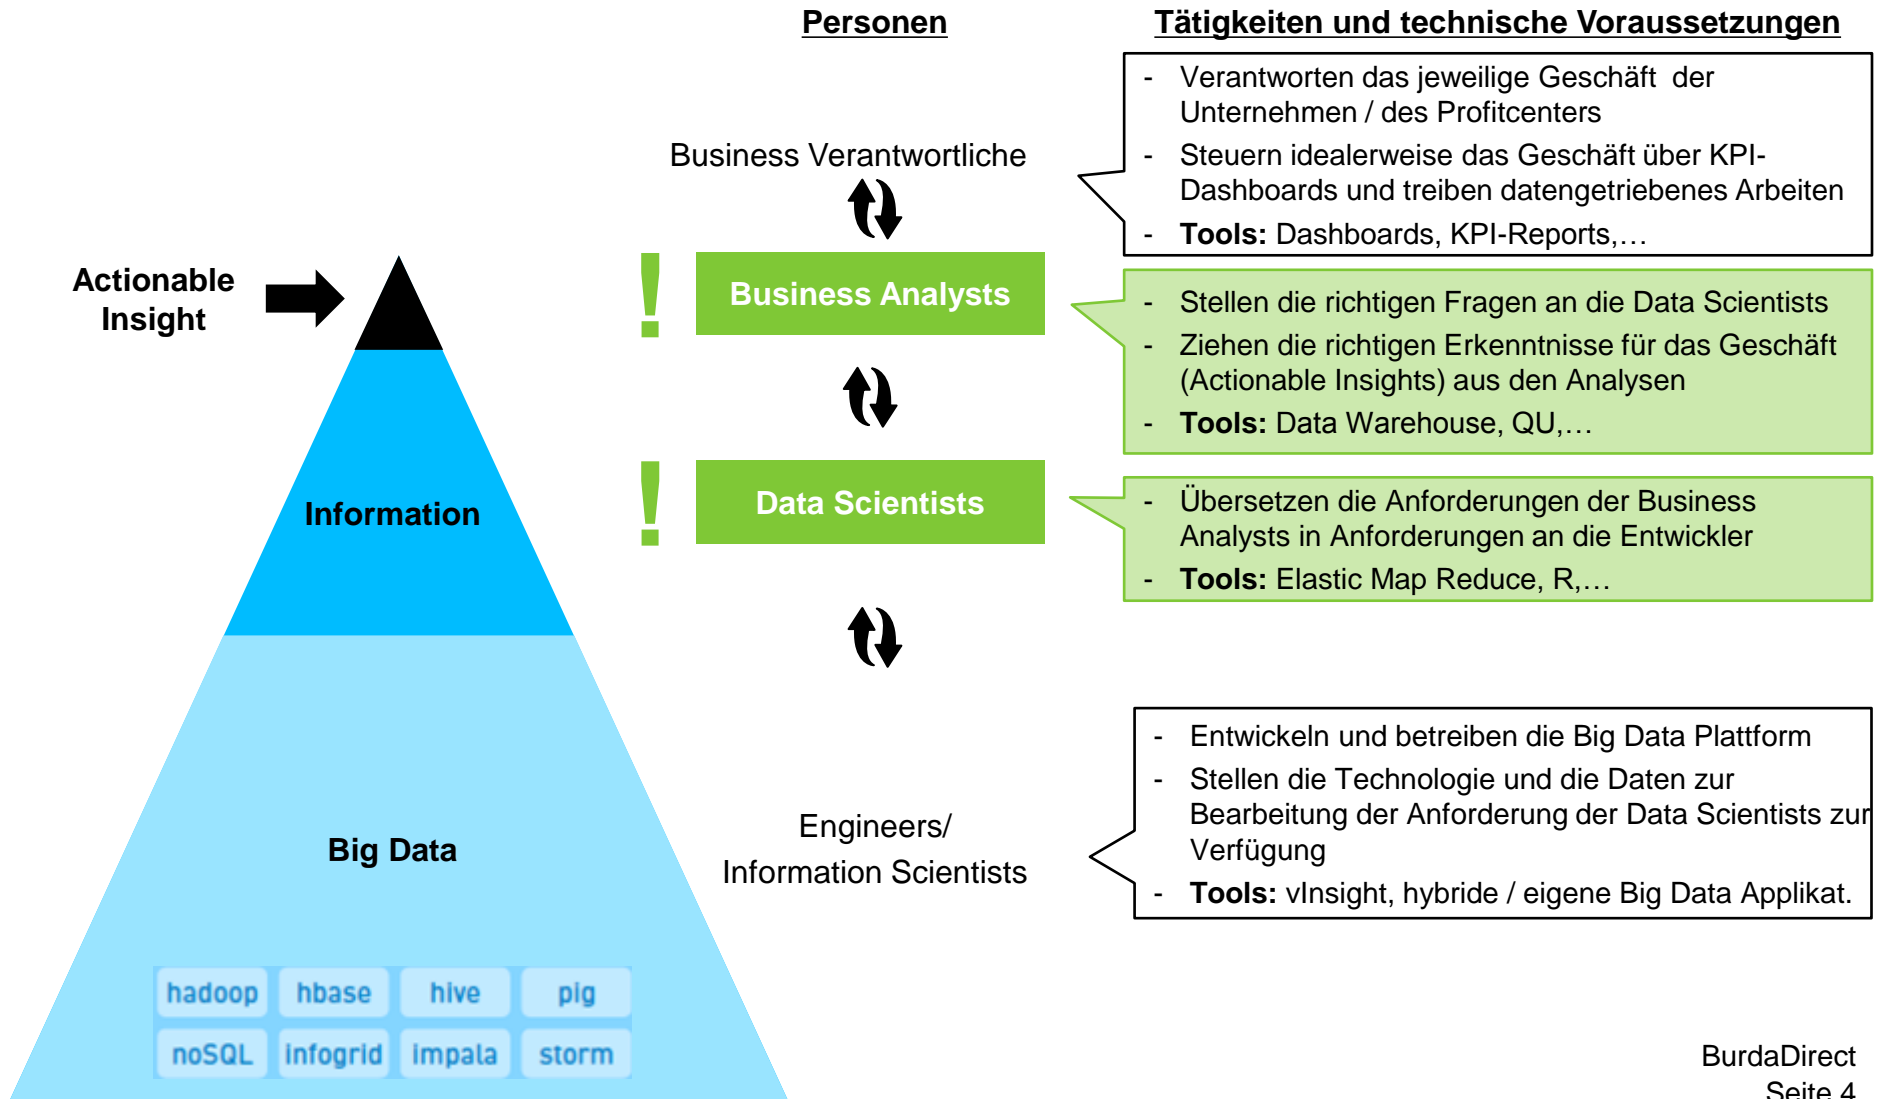 Personen
Tätigkeiten und technische Voraussetzungen
Business Verantwortliche
- Verantworten das jeweilige Geschäft der
Unternehmen / des Profitcenters
- Steuern idealerweise das Geschäft über KPI-
Dashboards und treiben datengetriebenes Arbeiten
- Tools: Dashboards, KPI-Reports,…
Actionable
Insight
!
Business Analysts
- Stellen die richtigen Fragen an die Data Scientists
- Ziehen die richtigen Erkenntnisse für das Geschäft
(Actionable Insights) aus den Analysen
- Tools: Data Warehouse, QU,…
Information
!
Data Scientists
- Übersetzen die Anforderungen der Business
Analysts in Anforderungen an die Entwickler
- Tools: Elastic Map Reduce, R,…
Big Data
Engineers/
Information Scientists
- Entwickeln und betreiben die Big Data Plattform
- Stellen die Technologie und die Daten zur
Bearbeitung der Anforderung der Data Scientists zur
Verfügung
- Tools: vInsight, hybride / eigene Big Data Applikat.
hadoop hbase hive pig
noSQL infogrid impala storm
BurdaDirect
Seite 4